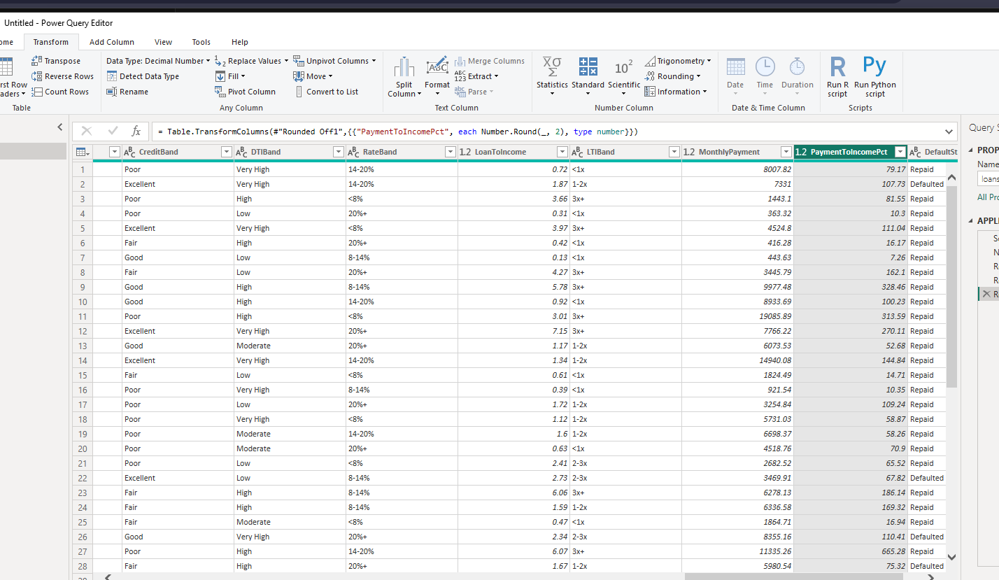 Untitled - Power Query Editor
ome Transform Add Column View Tools Help
Transpose
Reverse Rows
Count Rows
rst Row
aders
Table
Data Type: Decimal Number
Detect Data Type
Rename
Replace Values
Fill
Pivot Column
Unpivot Columns
Move
Convert to List
Any Column
Split
Column
Format
Merge Columns
Extract
Parse
Text Column
Statistics
Standard
Scientific
Trigonometry
Rounding
Information
Number Column
Date
Time
Duration
Date & Time Column
Run R
script
Run Python
script
Scripts
= Table.TransformColumns(#"Rounded Off1",{{"PaymentToIncomePct", each Number.Round(_, 2), type number}})
CreditBand DTIBand RateBand 1.2 LoanToIncome LTIBand 1.2 MonthlyPayment 1.2 PaymentToIncomePct DefaultSt
1 Poor Very High 14-20% 0.72 <1x 8007.82 79.17 Repaid
2 Excellent Very High 14-20% 1.87 1-2x 7331 107.73 Defaulted
3 Poor High <8% 3.66 3x+ 1443.1 81.55 Repaid
4 Poor Low 20%+ 0.31 <1x 363.32 10.3 Repaid
5 Excellent Very High <8% 3.97 3x+ 4524.8 111.04 Repaid
6 Fair High 20%+ 0.42 <1x 416.28 16.17 Repaid
7 Good Low 8-14% 0.13 <1x 443.63 7.26 Repaid
8 Fair Low 20%+ 4.27 3x+ 3445.79 162.1 Repaid
9 Good High 8-14% 5.78 3x+ 9977.48 328.46 Repaid
10 Good High 14-20% 0.92 <1x 8933.69 100.23 Repaid
11 Poor High <8% 3.01 3x+ 19085.89 313.59 Repaid
12 Excellent Very High 20%+ 7.15 3x+ 7766.22 270.11 Repaid
13 Good Moderate 20%+ 1.17 1-2x 6073.53 52.68 Repaid
14 Excellent Very High 14-20% 1.34 1-2x 14940.08 144.84 Repaid
15 Fair Low <8% 0.61 <1x 1824.49 14.71 Repaid
16 Poor Very High 8-14% 0.39 <1x 921.54 10.35 Repaid
17 Poor Low 20%+ 1.72 1-2x 3254.84 109.24 Repaid
18 Poor Very High <8% 1.12 1-2x 5731.03 58.87 Repaid
19 Poor Moderate 14-20% 1.6 1-2x 6698.37 58.26 Repaid
20 Poor Moderate 20%+ 0.63 <1x 4518.76 70.9 Repaid
21 Poor Low <8% 2.41 2-3x 2682.52 65.52 Repaid
22 Excellent Low 8-14% 2.73 2-3x 3469.91 67.82 Defaulted
23 Fair High 8-14% 6.06 3x+ 6278.13 186.14 Repaid
24 Fair High 8-14% 1.59 1-2x 6336.58 169.32 Repaid
25 Fair Moderate <8% 0.47 <1x 1864.71 16.94 Repaid
26 Good Very High 20%+ 2.34 2-3x 8355.16 110.41 Defaulted
27 Poor High 14-20% 6.07 3x+ 11335.26 665.28 Repaid
28 Fair High 20%+ 1.67 1-2x 5980.54 75.32 Defaulted
Query S
PROP
Name
loans
All Pro
APPLI
S
N
R
R
R